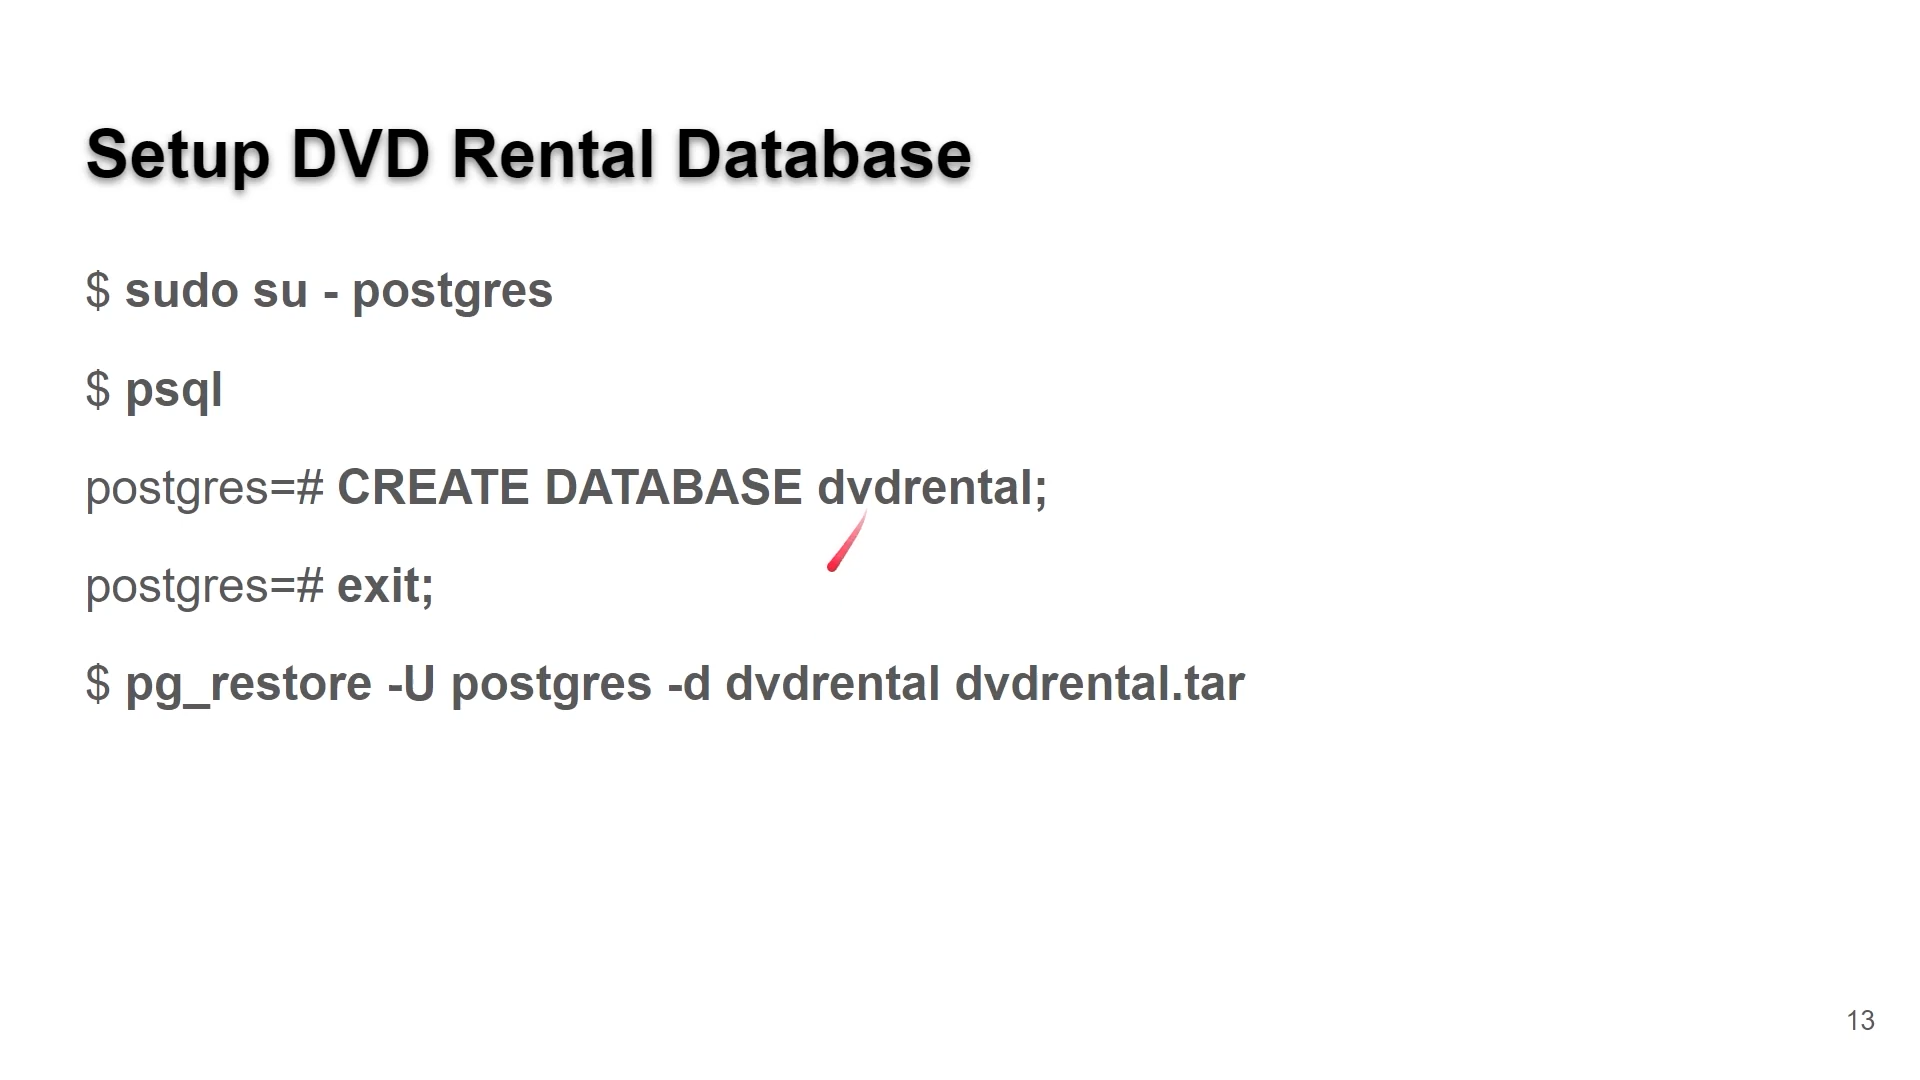 Setup DVD Rental Database
$ sudo su - postgres
$ psql
postgres=# CREATE DATABASE dvdrental;
postgres=# exit;
$ pg_restore -U postgres -d dvdrental dvdrental.tar
13